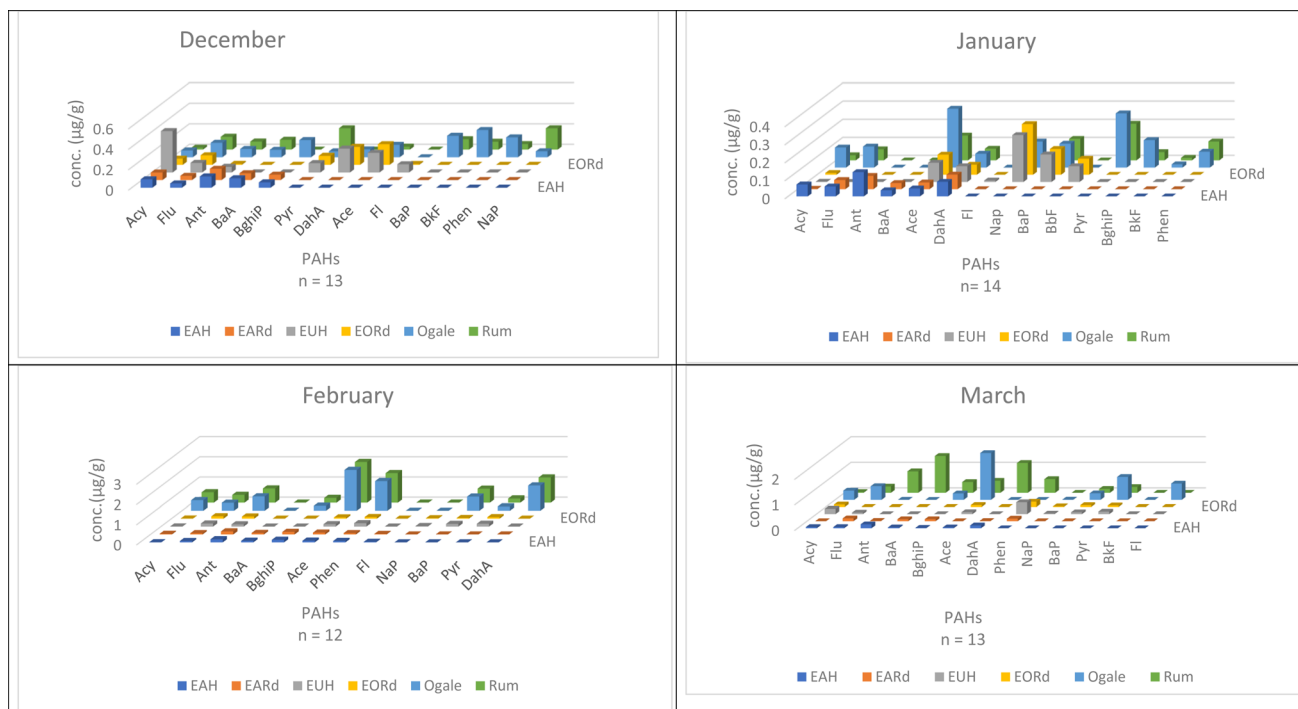 December
conc. (µg/g)
0.6
0.4
0.2
0
Acy
Flu
Ant
BaA
BghiP
Pyr
DahA
Ace
Fl
BaP
BkF
Phen
NaP
EORd
EAH
PAHs
n = 13
EAH EARd EUH EORd Ogale Rum
January
conc. (µg/g)
0.4
0.3
0.2
0.1
0
Acy
Flu
Ant
BaA
Ace
DahA
Fl
Nap
BaP
BbF
Pyr
BghiP
BkF
Phen
EORd
EAH
PAHs
n= 14
EAH EARd EUH EORd Ogale Rum
February
conc.(µg/g)
3
2
1
0
Acy
Flu
Ant
BaA
BghiP
Ace
Phen
Fl
NaP
BaP
Pyr
DahA
EORd
EAH
PAHs
n = 12
EAH EARd EUH EORd Ogale Rum
March
conc.(µg/g)
2
1
0
Acy
Flu
Ant
BaA
BghiP
Ace
DahA
Phen
NaP
BaP
Pyr
BkF
Fl
EORd
EAH
PAHs
n = 13
EAH EARd EUH EORd Ogale Rum